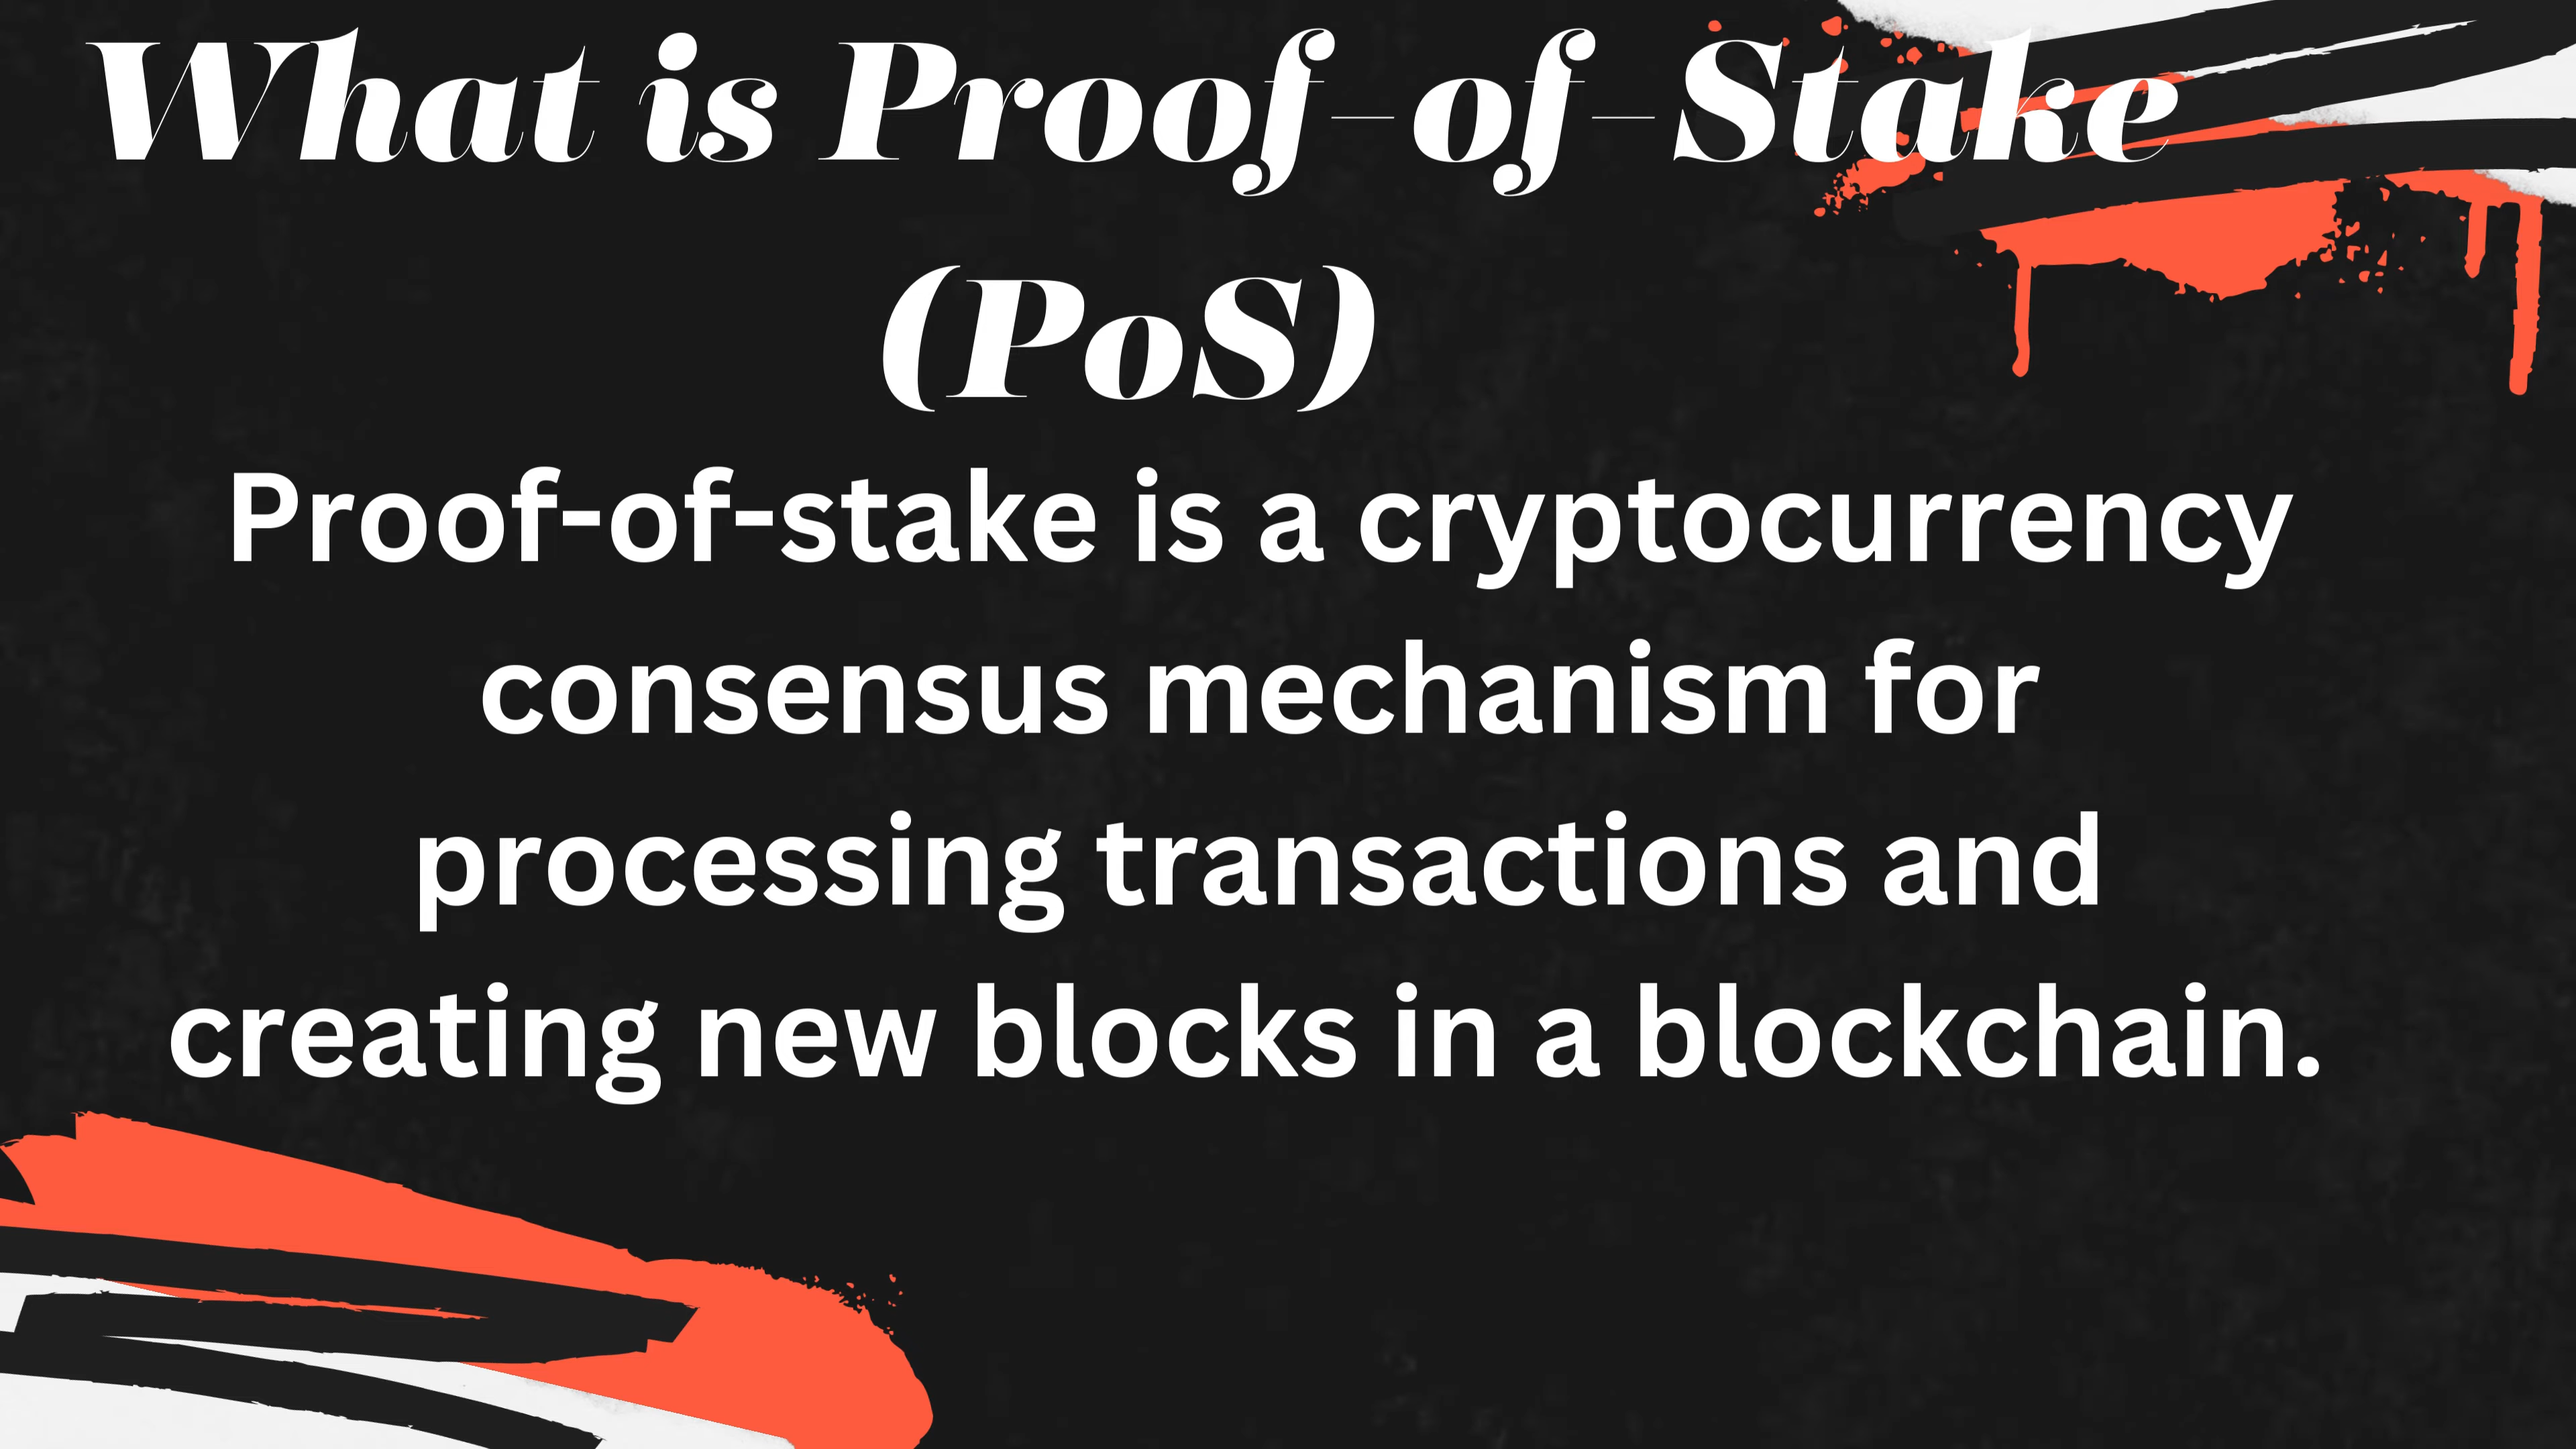 What is Proof-of-Stake
(PoS)
Proof-of-stake is a cryptocurrency
consensus mechanism for
processing transactions and
creating new blocks in a blockchain.